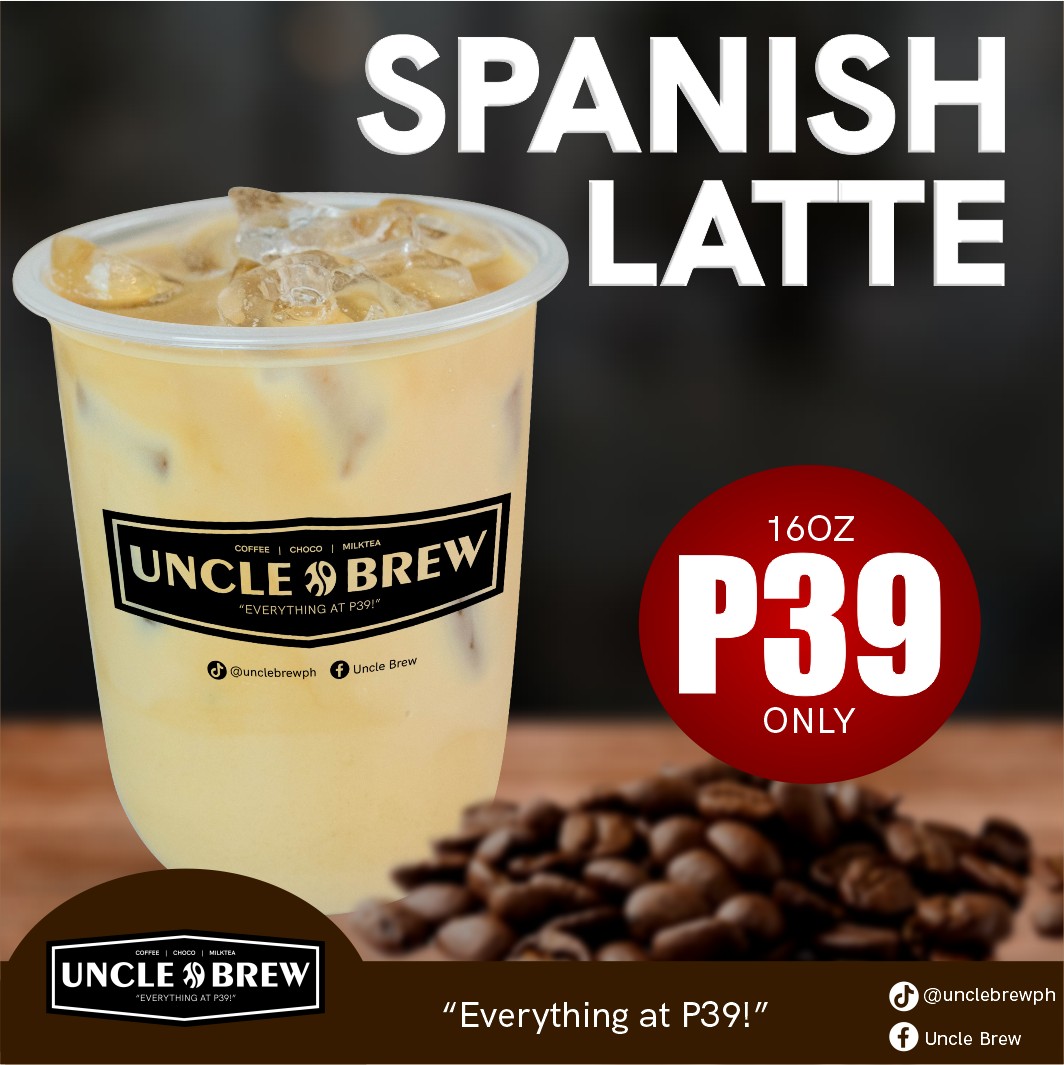 SPANISH
LATTE
COFFEE | CHOCO | MILKTEA
UNCLE BREW
“EVERYTHING AT P39!”
@unclebrewph Uncle Brew
16OZ
P39
ONLY
COFFEE | CHOCO | MILKTEA
UNCLE BREW
“EVERYTHING AT P39!”
“Everything at P39!”
@unclebrewph
Uncle Brew